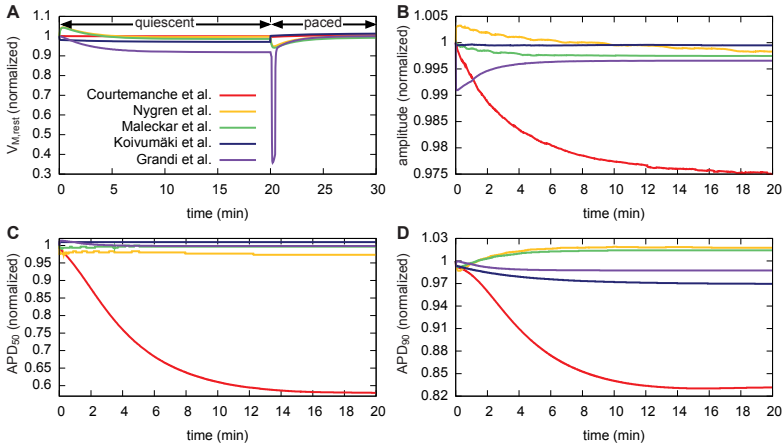 A
quiescent
paced
V_M,rest (normalized)
1.1
1
0.9
0.8
0.7
0.6
0.5
0.4
0.3
Courtemanche et al.
Nygren et al.
Maleckar et al.
Koivumäki et al.
Grandi et al.
0 5 10 15 20 25 30
time (min)
B
amplitude (normalized)
1.005
1
0.995
0.99
0.985
0.98
0.975
0 2 4 6 8 10 12 14 16 18 20
time (min)
C
APD50 (normalized)
1
0.95
0.85
0.75
0.65
0.6
0 2 4 6 8 10 12 14 16 18 20
time (min)
D
APD90 (normalized)
1.03
1
0.97
0.94
0.91
0.88
0.85
0.82
0 2 4 6 8 10 12 14 16 18 20
time (min)